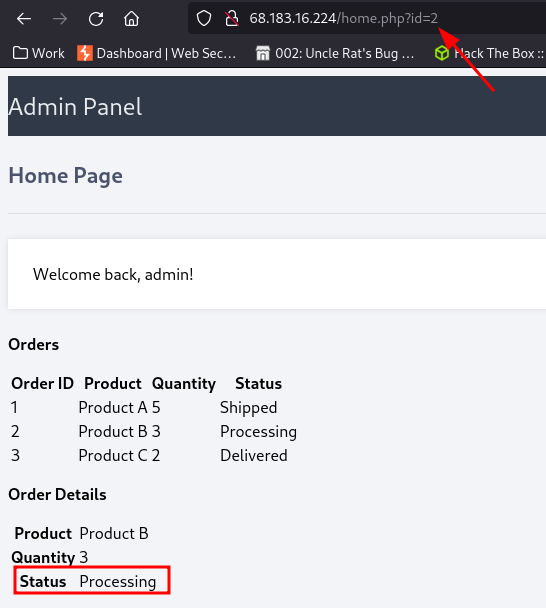 68.183.16.224/home.php?id=2
Work Dashboard | Web Sec… 002: Uncle Rat's Bug … Hack The Box ::
Admin Panel
Home Page
Welcome back, admin!
Orders
Order ID Product Quantity Status
1 Product A 5 Shipped
2 Product B 3 Processing
3 Product C 2 Delivered
Order Details
Product Product B
Quantity 3
Status Processing